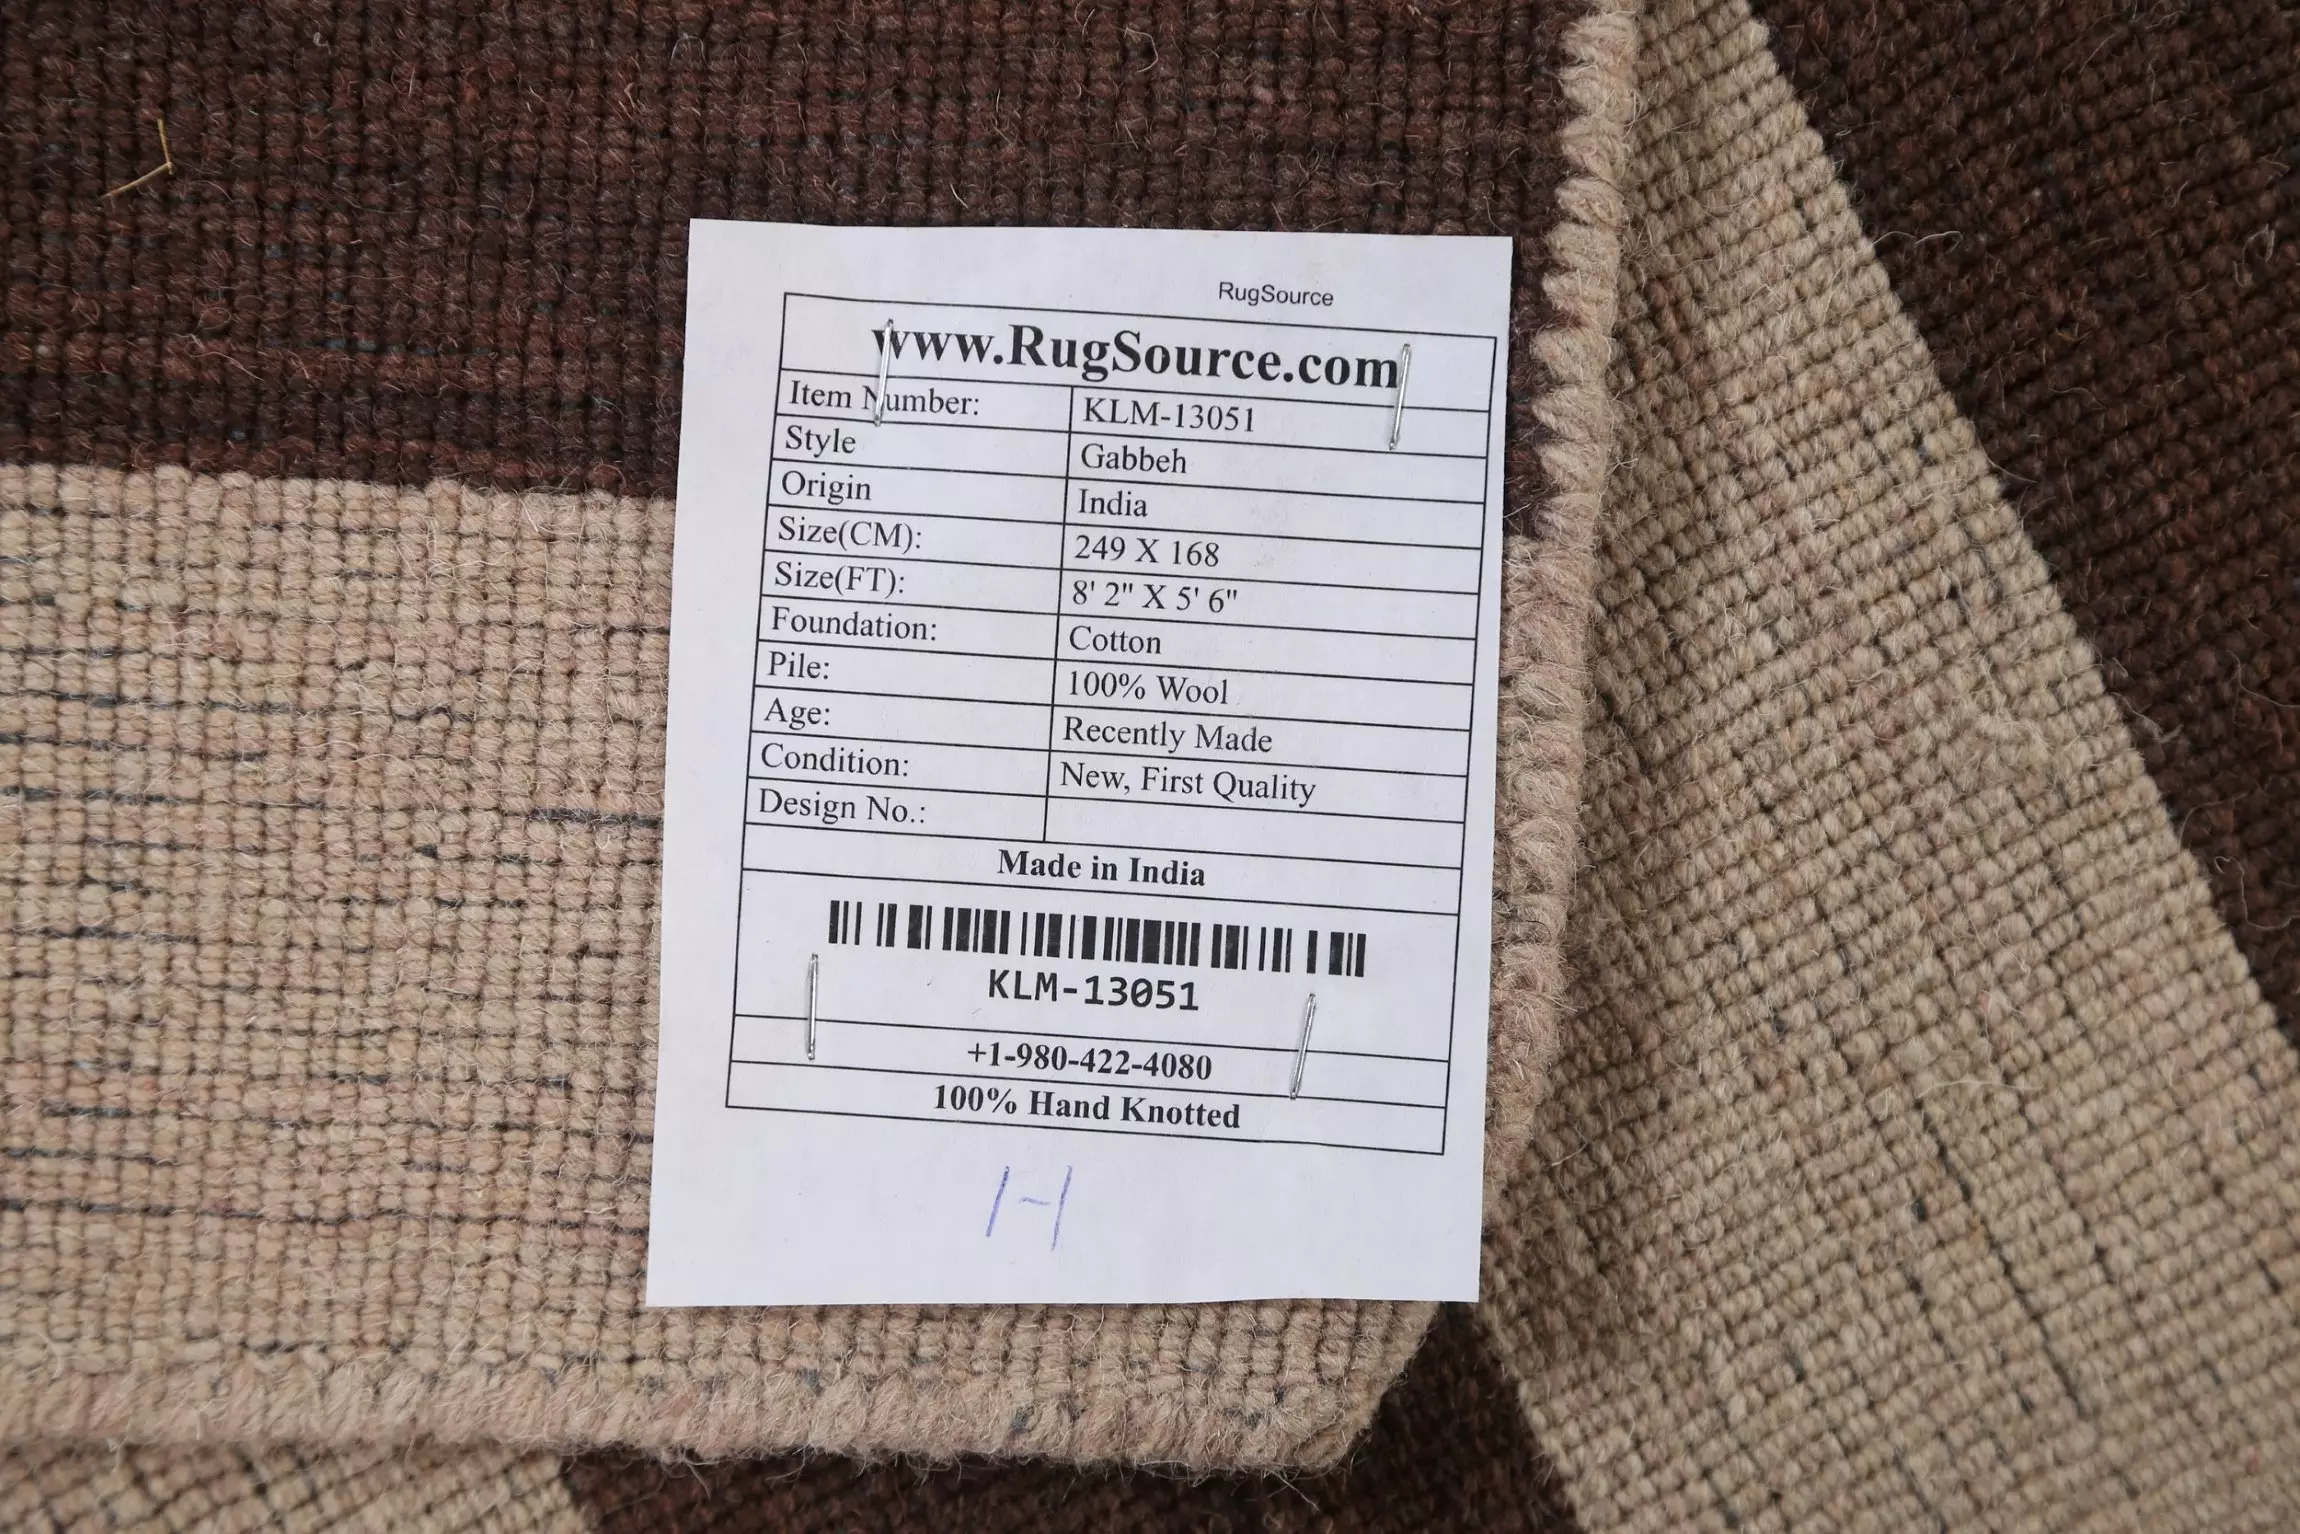 RugSource
www.RugSource.com
Item Number: KLM-13051
Style Gabbeh
Origin India
Size(CM): 249 X 168
Size(FT): 8' 2" X 5' 6"
Foundation: Cotton
Pile: 100% Wool
Age: Recently Made
Condition: New, First Quality
Design No.:
Made in India
KLM-13051
+1-980-422-4080
100% Hand Knotted
1-1